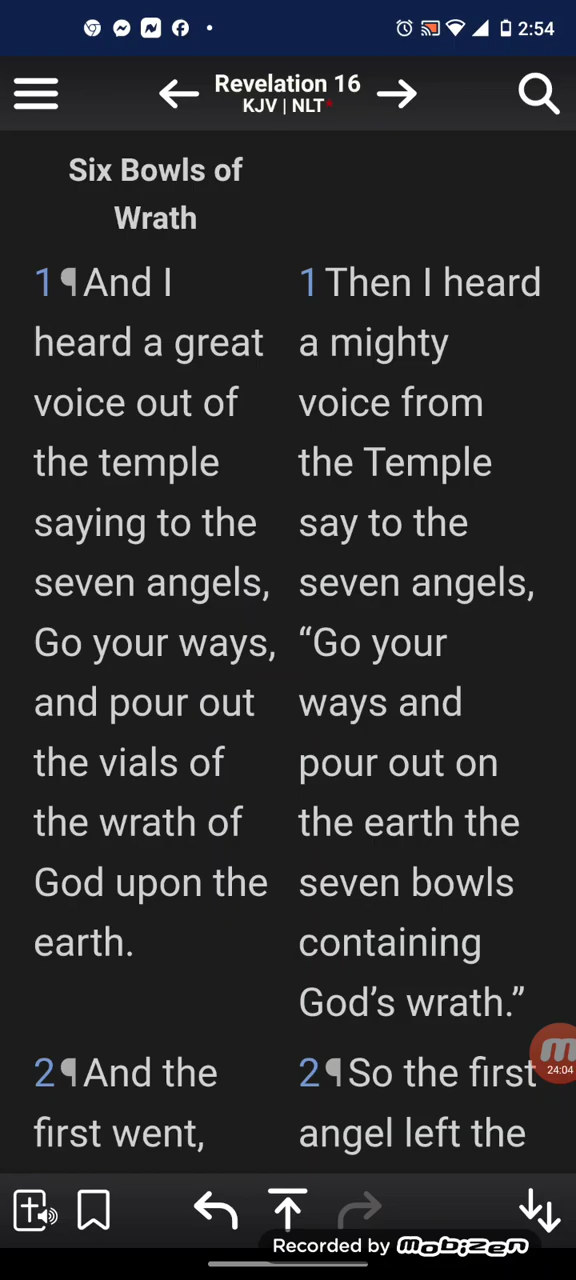 2:54
Revelation 16
KJV | NLT*
Six Bowls of
Wrath
1 ¶ And I
heard a great
voice out of
the temple
saying to the
seven angels,
Go your ways,
and pour out
the vials of
the wrath of
God upon the
earth.
1 Then I heard
a mighty
voice from
the Temple
say to the
seven angels,
“Go your
ways and
pour out on
the earth the
seven bowls
containing
God’s wrath.”
2 ¶ And the
first went,
2 ¶ So the first
angel left the
24:04
Recorded by mobizen